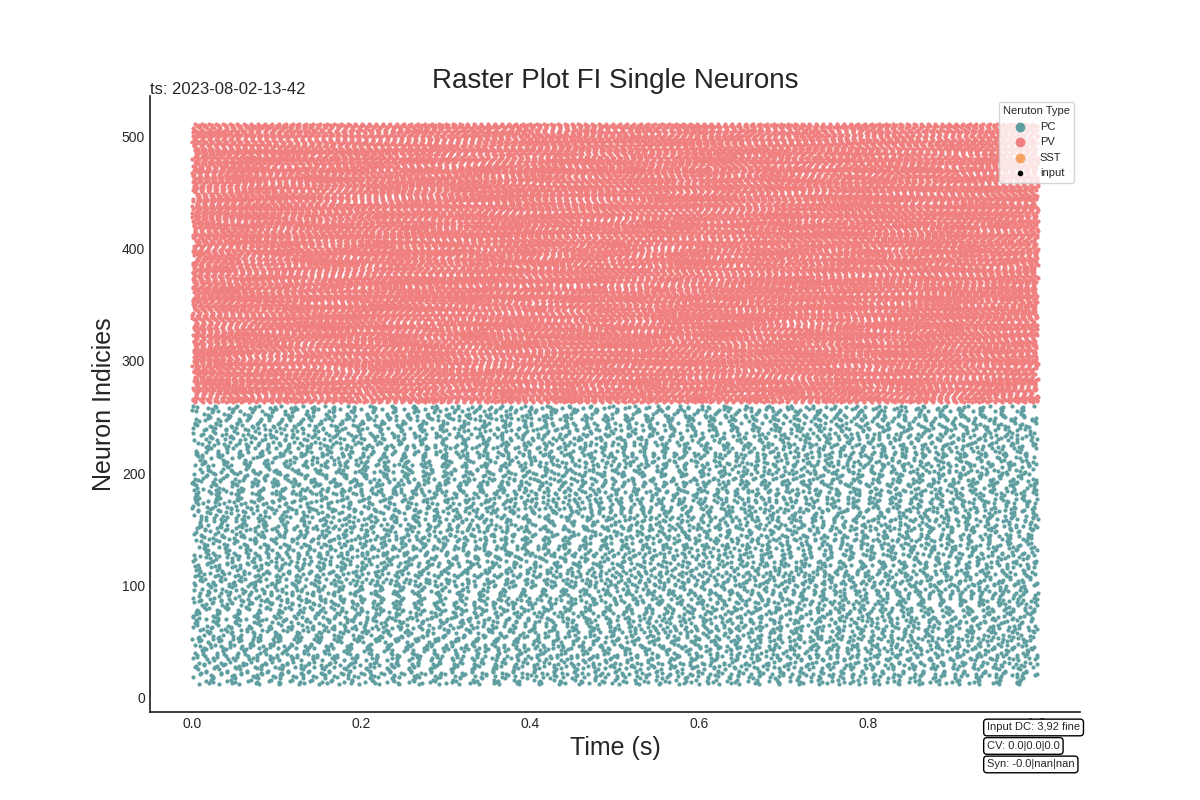 Raster Plot FI Single Neurons
ts: 2023-08-02-13-42
Neruton Type
PC
PV
SST
input
500
400
300
200
100
0
Neuron Indicies
0.0 0.2 0.4 0.6 0.8
Time (s)
Input DC: 3,92 fine
CV: 0.0|0.0|0.0
Syn: -0.0|nan|nan